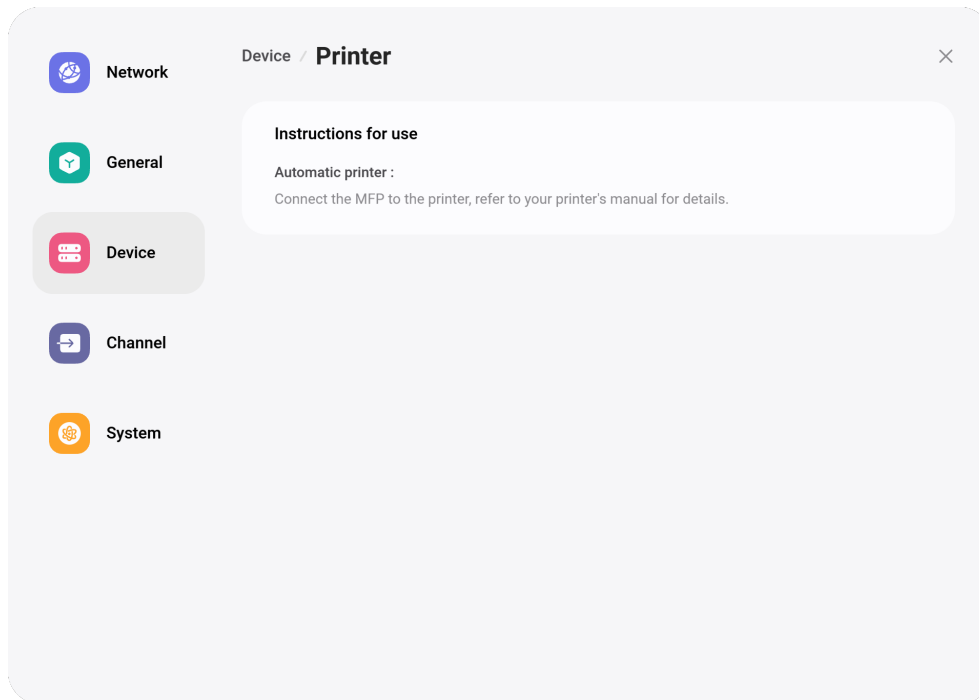 Network
General
Device
Channel
System
Device / Printer
Instructions for use
Automatic printer :
Connect the MFP to the printer, refer to your printer's manual for details.